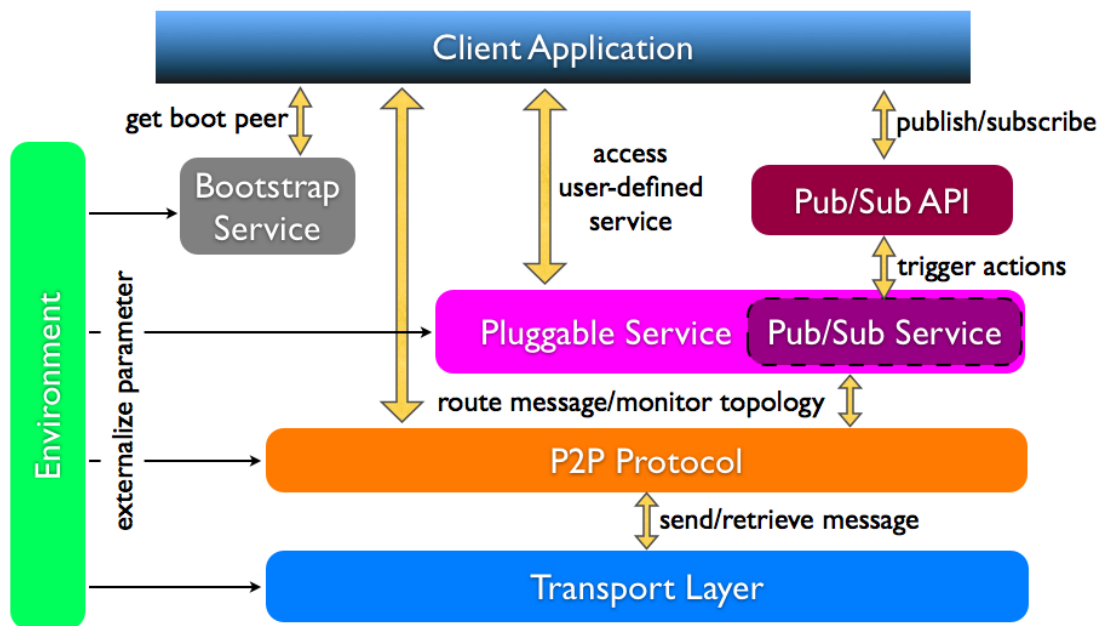 Client Application
get boot peer
publish/subscribe
access
user-defined
service
Bootstrap
Service
Pub/Sub API
trigger actions
Environment
externalize parameter
Pluggable Service
Pub/Sub Service
route message/monitor topology
P2P Protocol
send/retrieve message
Transport Layer